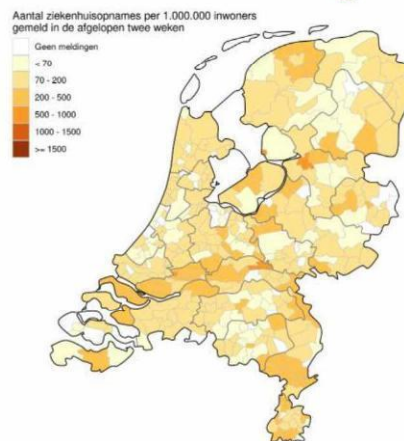 Aantal ziekenhuisopnames per 1.000.000 inwoners
gemeld in de afgelopen twee weken
Geen meldingen
< 70
70 - 200
200 - 500
500 - 1000
1000 - 1500
>= 1500